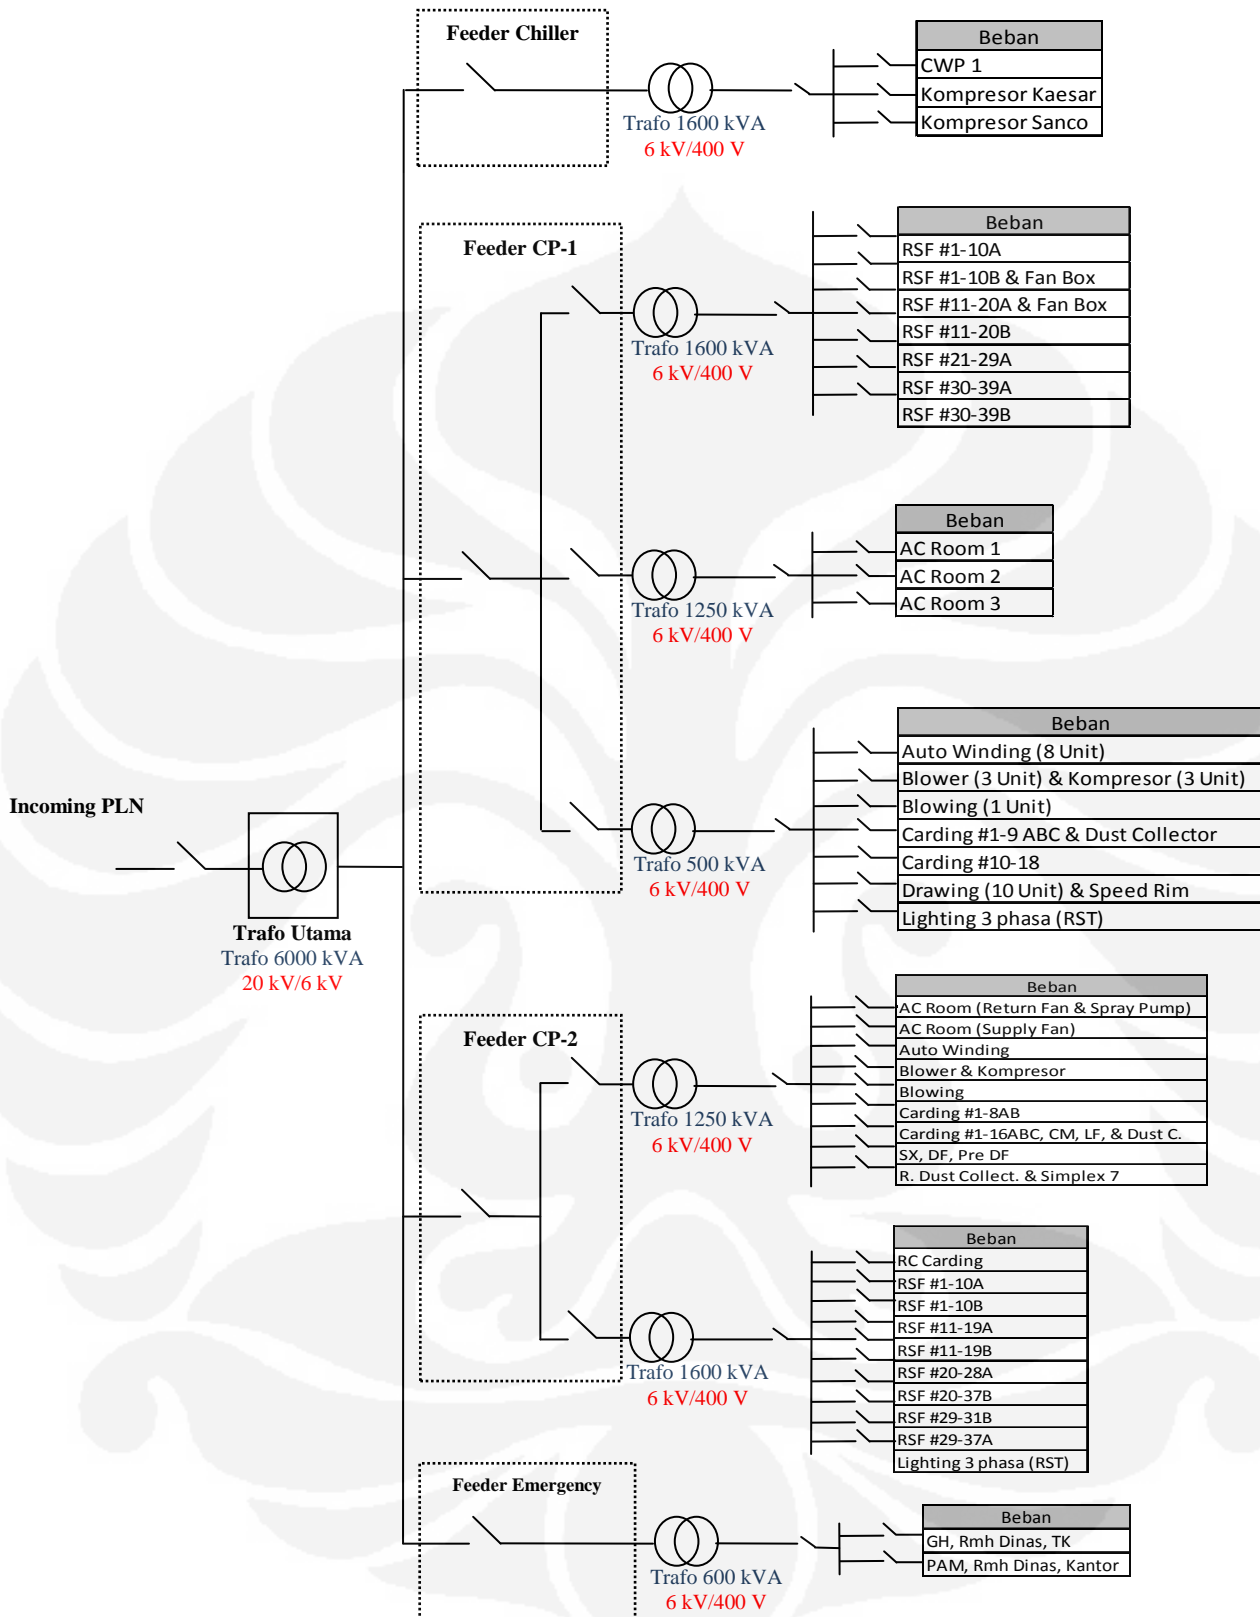 Feeder Chiller
Trafo 1600 kVA
6 kV/400 V
Beban
CWP 1
Kompresor Kaesar
Kompresor Sanco
Feeder CP-1
Trafo 1600 kVA
6 kV/400 V
Beban
RSF #1-10A
RSF #1-10B & Fan Box
RSF #11-20A & Fan Box
RSF #11-20B
RSF #21-29A
RSF #30-39A
RSF #30-39B
Trafo 1250 kVA
6 kV/400 V
Beban
AC Room 1
AC Room 2
AC Room 3
Trafo 500 kVA
6 kV/400 V
Beban
Auto Winding (8 Unit)
Blower (3 Unit) & Kompresor (3 Unit)
Blowing (1 Unit)
Carding #1-9 ABC & Dust Collector
Carding #10-18
Drawing (10 Unit) & Speed Rim
Lighting 3 phasa (RST)
Incoming PLN
Trafo Utama
Trafo 6000 kVA
20 kV/6 kV
Feeder CP-2
Trafo 1250 kVA
6 kV/400 V
Beban
AC Room (Return Fan & Spray Pump)
AC Room (Supply Fan)
Auto Winding
Blower & Kompresor
Blowing
Carding #1-8AB
Carding #1-16ABC, CM, LF, & Dust C.
SX, DF, Pre DF
R. Dust Collect. & Simplex 7
Trafo 1600 kVA
6 kV/400 V
Beban
RC Carding
RSF #1-10A
RSF #1-10B
RSF #11-19A
RSF #11-19B
RSF #20-28A
RSF #20-37B
RSF #29-31B
RSF #29-37A
Lighting 3 phasa (RST)
Feeder Emergency
Trafo 600 kVA
6 kV/400 V
Beban
GH, Rmh Dinas, TK
PAM, Rmh Dinas, Kantor